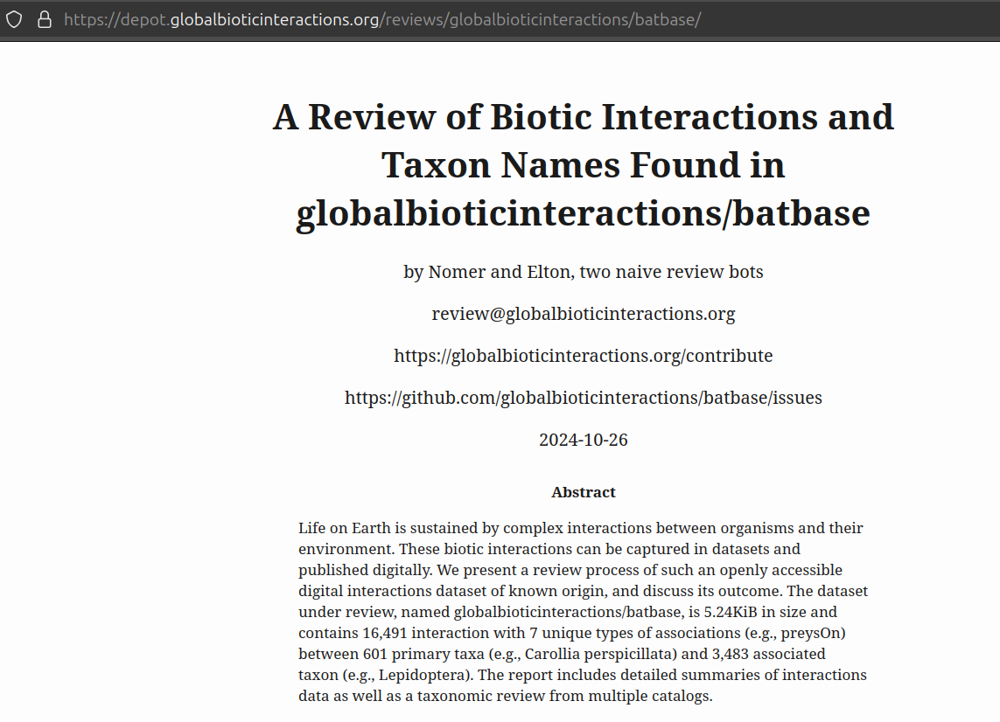 https://depot.globalbioticinteractions.org/reviews/globalbioticinteractions/batbase/
A Review of Biotic Interactions and
Taxon Names Found in
globalbioticinteractions/batbase
by Nomer and Elton, two naive review bots
review@globalbioticinteractions.org
https://globalbioticinteractions.org/contribute
https://github.com/globalbioticinteractions/batbase/issues
2024-10-26
Abstract
Life on Earth is sustained by complex interactions between organisms and their
environment. These biotic interactions can be captured in datasets and
published digitally. We present a review process of such an openly accessible
digital interactions dataset of known origin, and discuss its outcome. The dataset
under review, named globalbioticinteractions/batbase, is 5.24KiB in size and
contains 16,491 interaction with 7 unique types of associations (e.g., preysOn)
between 601 primary taxa (e.g., Carollia perspicillata) and 3,483 associated
taxon (e.g., Lepidoptera). The report includes detailed summaries of interactions
data as well as a taxonomic review from multiple catalogs.